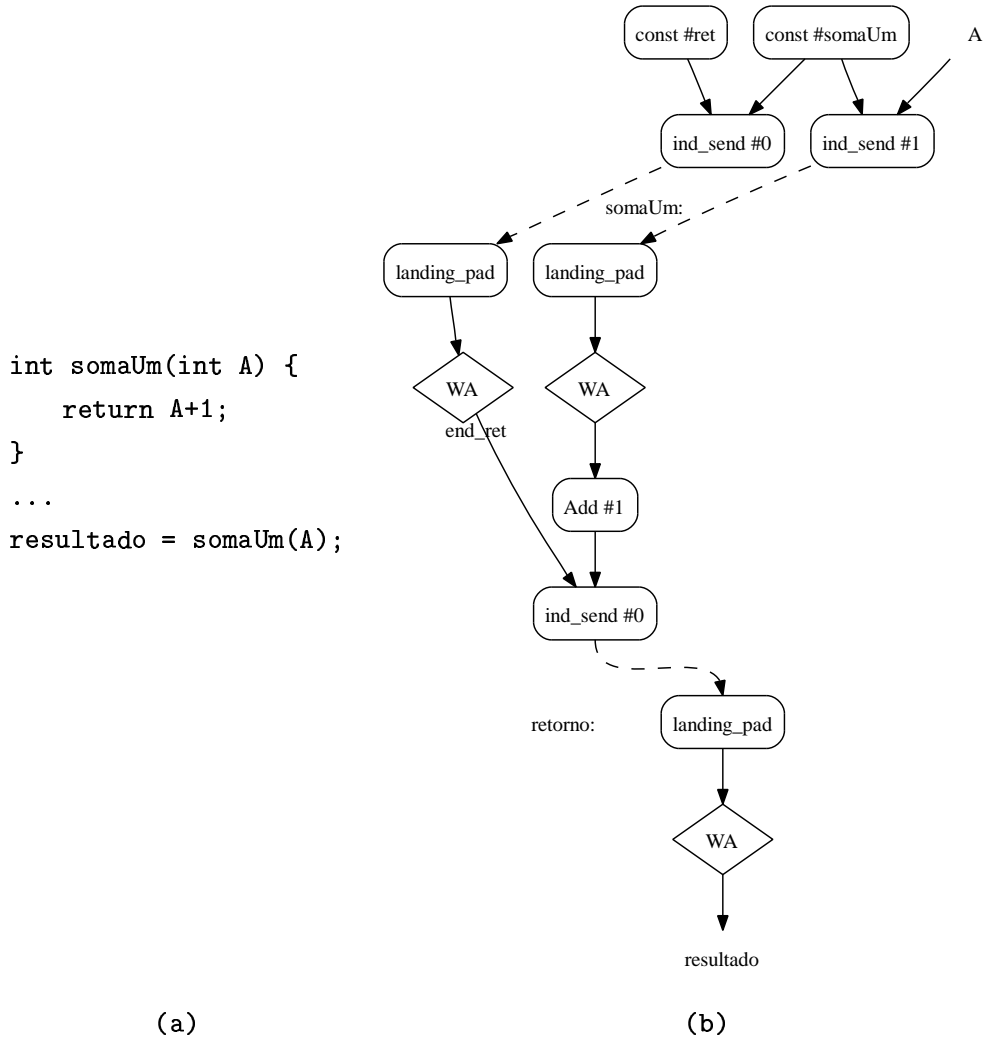 const #ret
const #somaUm
A
ind_send #0
ind_send #1
somaUm:
landing_pad
landing_pad
int somaUm(int A) {
return A+1;
}
...
resultado = somaUm(A);
WA
WA
end_ret
Add #1
ind_send #0
retorno:
landing_pad
WA
resultado
(a)
(b)